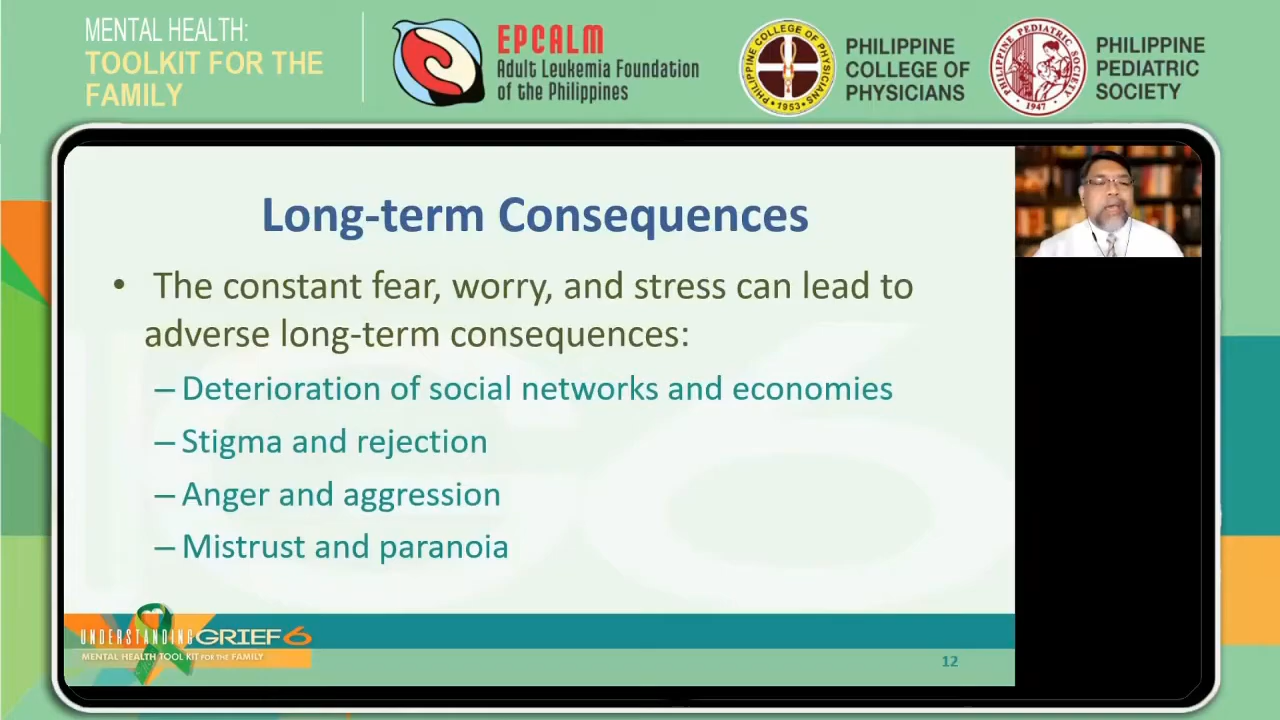 MENTAL HEALTH:
TOOLKIT FOR THE
FAMILY
EPCALM
Adult Leukemia Foundation
of the Philippines
PHILIPPINE COLLEGE OF PHYSICIANS
1953
PHILIPPINE
COLLEGE OF
PHYSICIANS
PHILIPPINE PEDIATRIC SOCIETY
1947
PHILIPPINE
PEDIATRIC
SOCIETY
Long-term Consequences
• The constant fear, worry, and stress can lead to
adverse long-term consequences:
– Deterioration of social networks and economies
– Stigma and rejection
– Anger and aggression
– Mistrust and paranoia
UNDERSTANDING GRIEF 6
MENTAL HEALTH TOOL KIT FOR THE FAMILY
12